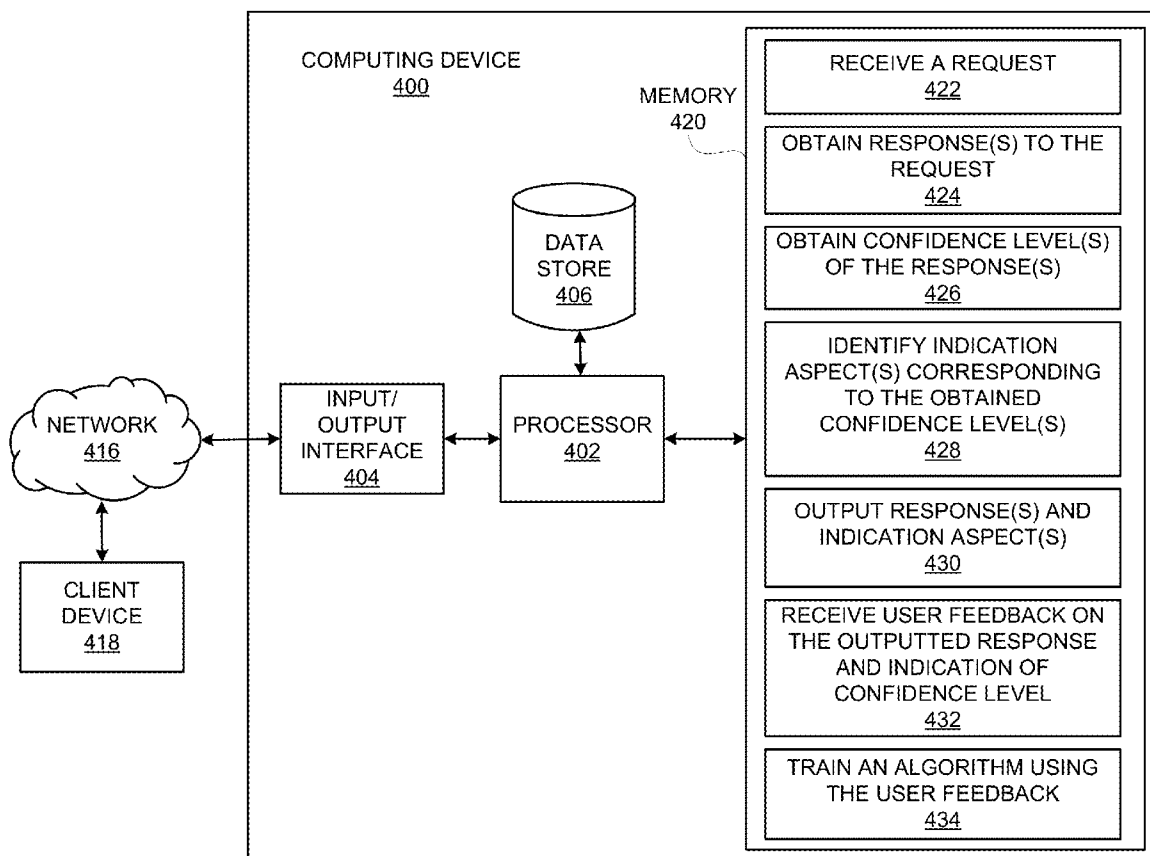 COMPUTING DEVICE
400
MEMORY
420
RECEIVE A REQUEST
422
OBTAIN RESPONSE(S) TO THE
REQUEST
424
OBTAIN CONFIDENCE LEVEL(S)
OF THE RESPONSE(S)
426
IDENTIFY INDICATION
ASPECT(S) CORRESPONDING
TO THE OBTAINED
CONFIDENCE LEVEL(S)
428
OUTPUT RESPONSE(S) AND
INDICATION ASPECT(S)
430
RECEIVE USER FEEDBACK ON
THE OUTPUTTED RESPONSE
AND INDICATION OF
CONFIDENCE LEVEL
432
TRAIN AN ALGORITHM USING
THE USER FEEDBACK
434
DATA
STORE
406
PROCESSOR
402
INPUT/
OUTPUT
INTERFACE
404
NETWORK
416
CLIENT
DEVICE
418